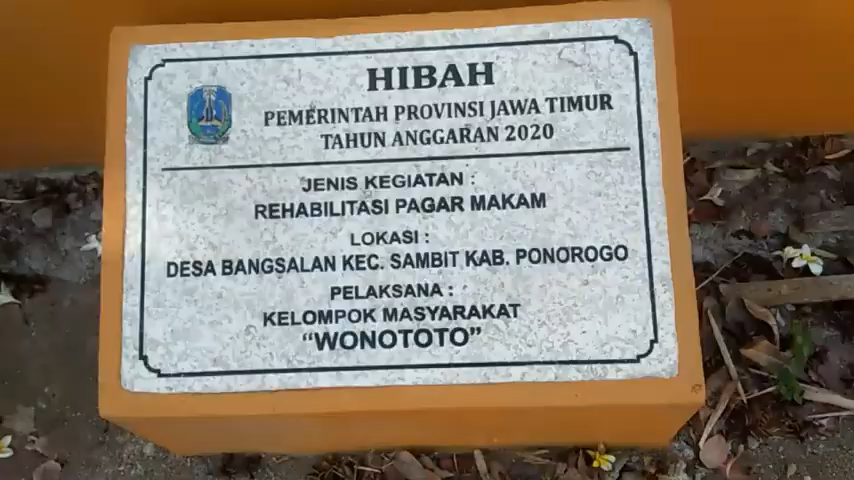 HIBAH
PEMERINTAH PROVINSI JAWA TIMUR
TAHUN ANGGARAN 2020
JENIS KEGIATAN :
REHABILITASI PAGAR MAKAM
LOKASI :
DESA BANGSALAN KEC. SAMBIT KAB. PONOROGO
PELAKSANA :
KELOMPOK MASYARAKAT
“WONOTOTO”